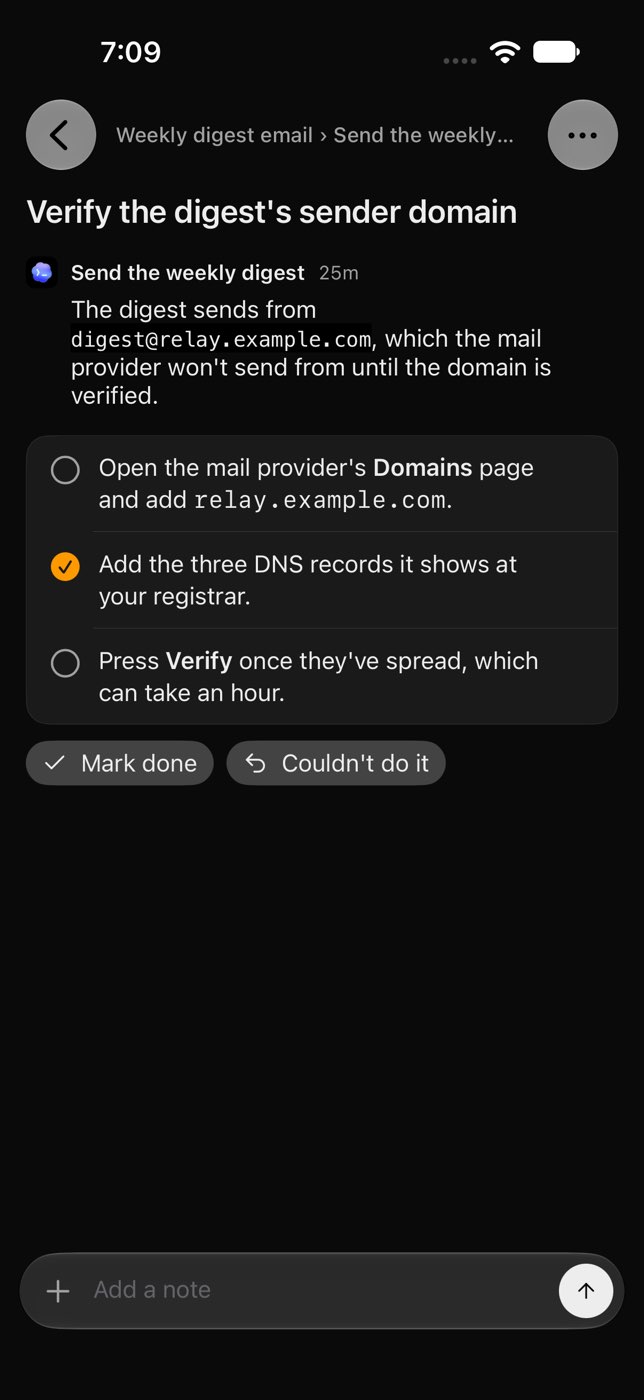 7:09
Weekly digest email › Send the weekly...
Verify the digest's sender domain
Send the weekly digest 25m
The digest sends from
digest@relay.example.com, which the mail
provider won't send from until the domain is
verified.
Open the mail provider's Domains page
and add relay.example.com.
Add the three DNS records it shows at
your registrar.
Press Verify once they've spread, which
can take an hour.
Mark done
Couldn't do it
Add a note